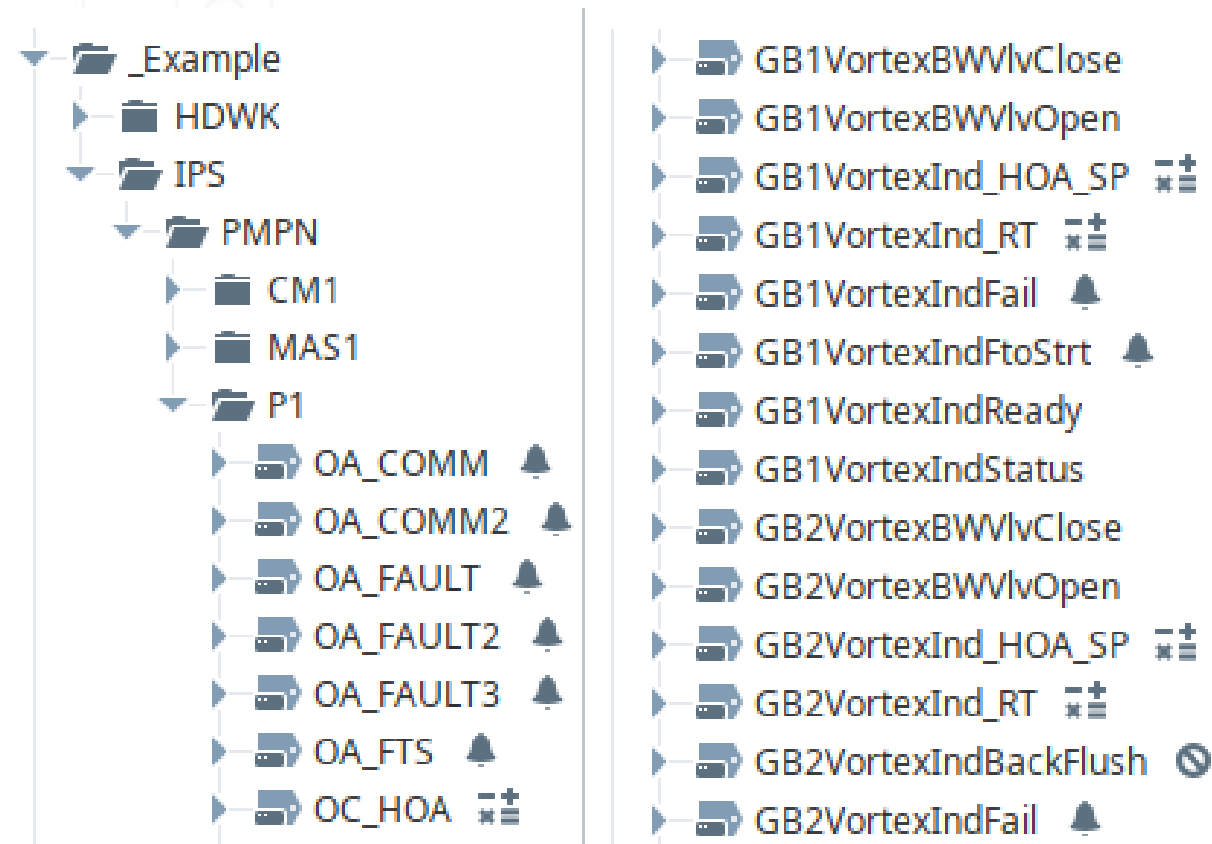 _Example
HDWK
IPS
PMPN
CM1
MAS1
P1
OA_COMM
OA_COMM2
OA_FAULT
OA_FAULT2
OA_FAULT3
OA_FTS
OC_HOA
GB1VortexBWVlvClose
GB1VortexBWVlvOpen
GB1VortexInd_HOA_SP
GB1VortexInd_RT
GB1VortexIndFail
GB1VortexIndFtoStrt
GB1VortexIndReady
GB1VortexIndStatus
GB2VortexBWVlvClose
GB2VortexBWVlvOpen
GB2VortexInd_HOA_SP
GB2VortexInd_RT
GB2VortexIndBackFlush
GB2VortexIndFail